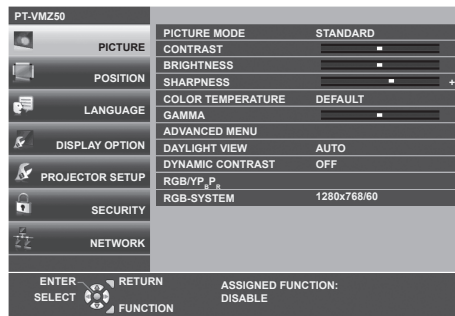 PT-VMZ50
PICTURE
POSITION
LANGUAGE
DISPLAY OPTION
PROJECTOR SETUP
SECURITY
NETWORK
PICTURE MODE STANDARD
CONTRAST
BRIGHTNESS
SHARPNESS +
COLOR TEMPERATURE DEFAULT
GAMMA
ADVANCED MENU
DAYLIGHT VIEW AUTO
DYNAMIC CONTRAST OFF
RGB/YPBPR
RGB-SYSTEM 1280x768/60
ENTER RETURN
SELECT
FUNCTION
ASSIGNED FUNCTION:
DISABLE